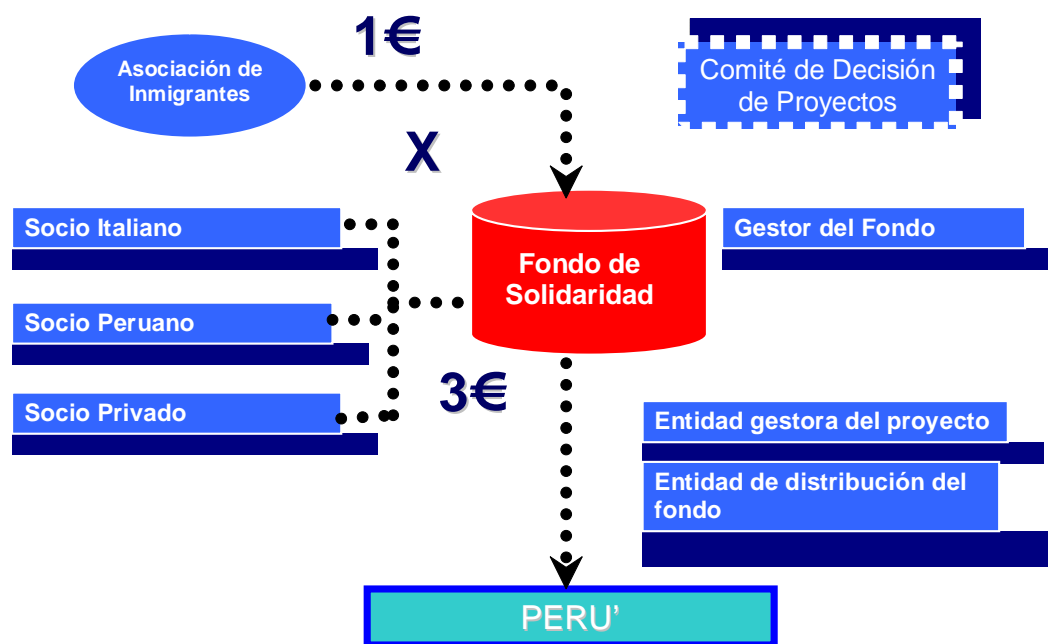 1€
Asociación de
Inmigrantes
Comité de Decisión
de Proyectos
X
Socio Italiano
Gestor del Fondo
Fondo de
Solidaridad
Socio Peruano
3€
Socio Privado
Entidad gestora del proyecto
Entidad de distribución del
fondo
PERU’